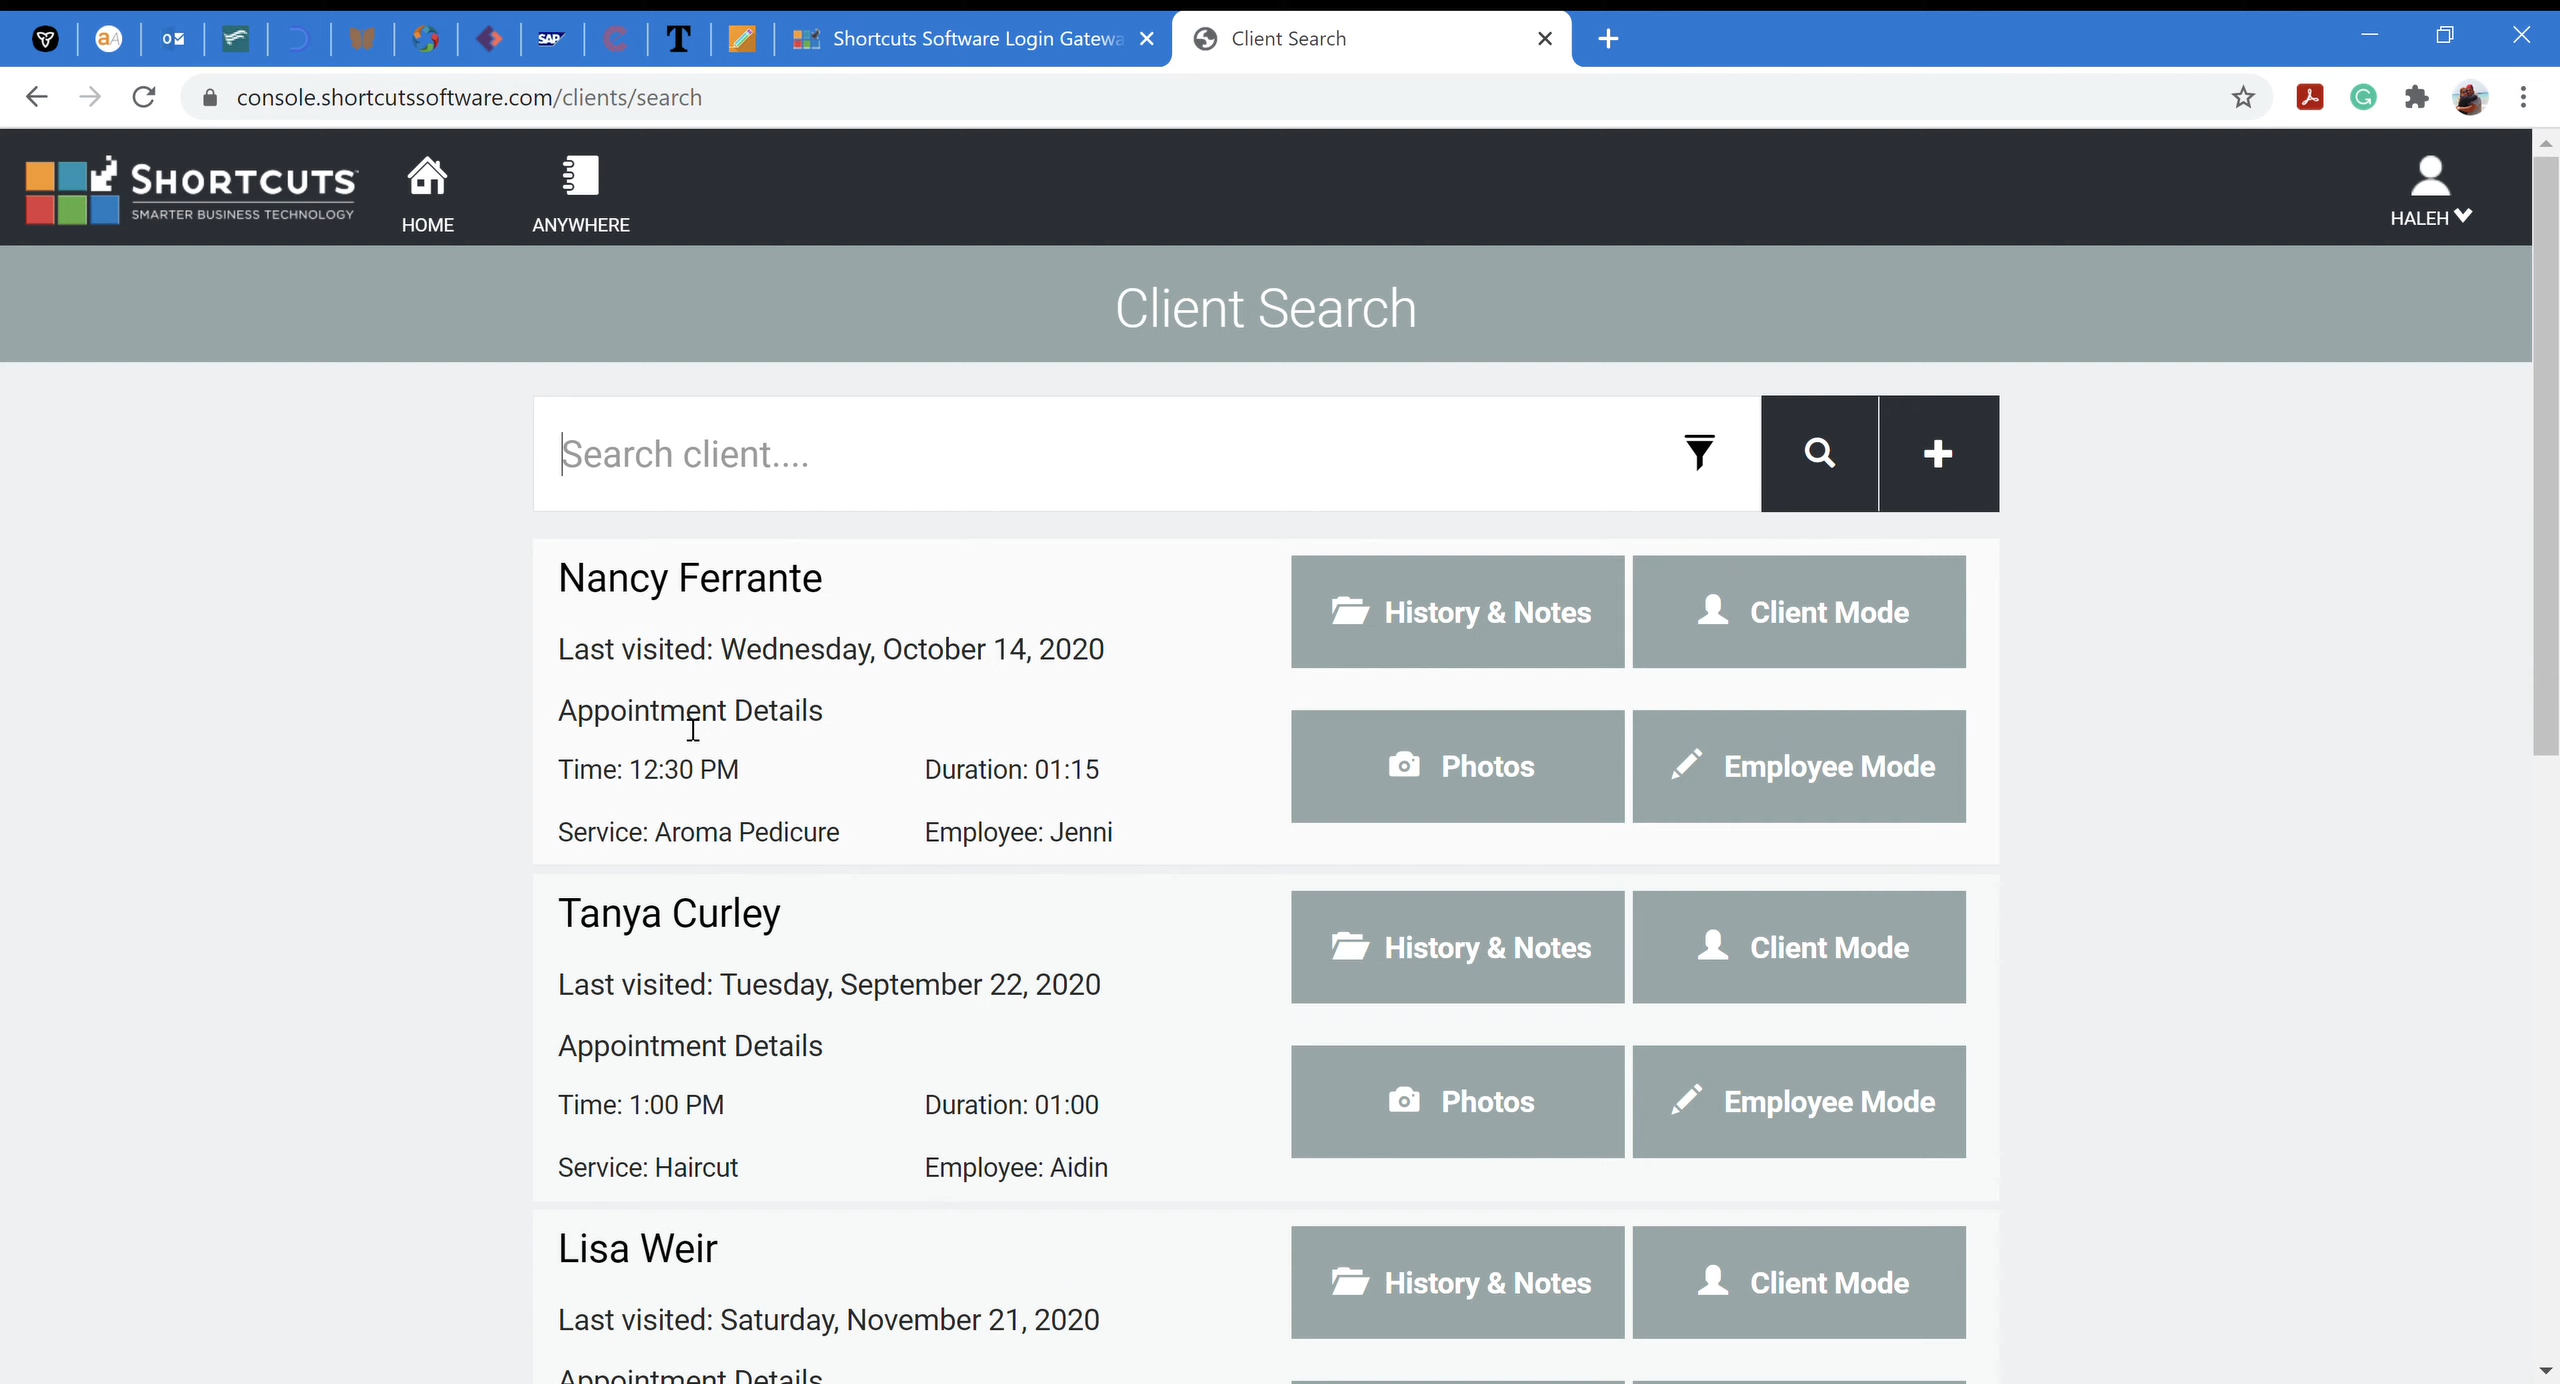 Shortcuts Software Login Gatewa
Client Search
console.shortcutssoftware.com/clients/search
SHORTCUTS
SMARTER BUSINESS TECHNOLOGY
HOME
ANYWHERE
HALEH
Client Search
Search client....
Nancy Ferrante
Last visited: Wednesday, October 14, 2020
Appointment Details
Time: 12:30 PM
Duration: 01:15
Service: Aroma Pedicure
Employee: Jenni
History & Notes
Client Mode
Photos
Employee Mode
Tanya Curley
Last visited: Tuesday, September 22, 2020
Appointment Details
Time: 1:00 PM
Duration: 01:00
Service: Haircut
Employee: Aidin
History & Notes
Client Mode
Photos
Employee Mode
Lisa Weir
Last visited: Saturday, November 21, 2020
Appointment Details
History & Notes
Client Mode